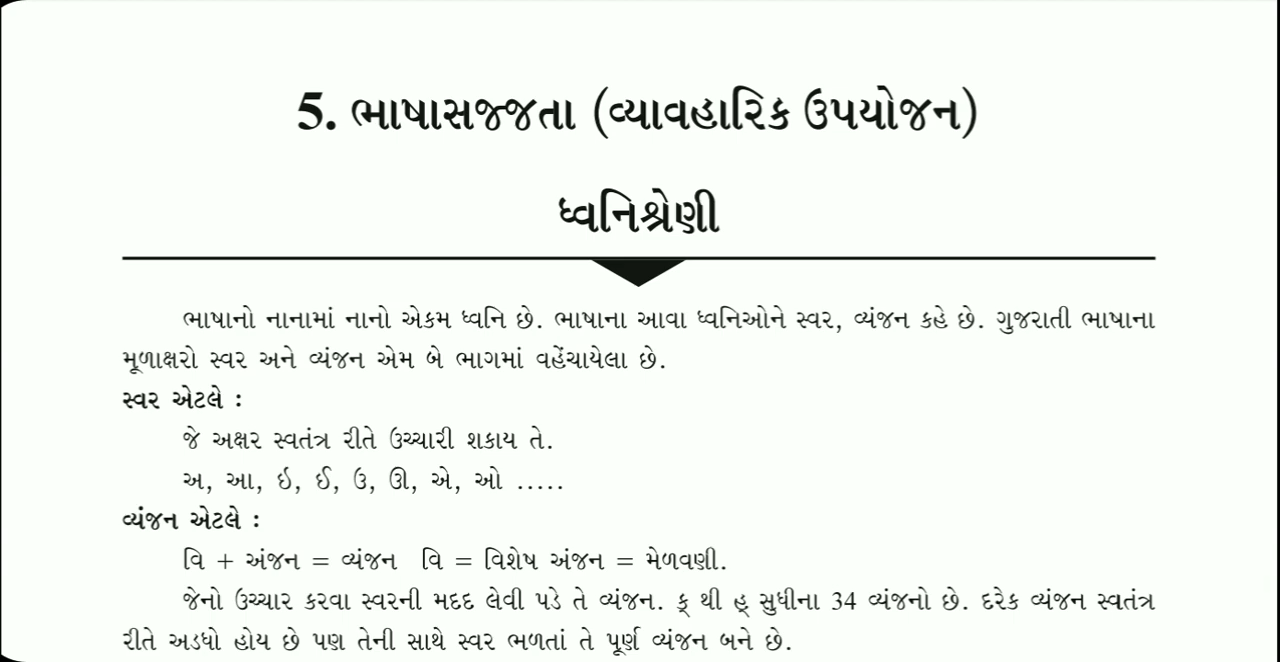 5. ભાષાસજ્જતા (વ્યાવહારિક ઉપયોજન)
ધ્વનિશ્રેણી
ભાષાનો નાનામાં નાનો એકમ ધ્વનિ છે. ભાષાના આવા ધ્વનિઓને સ્વર, વ્યંજન કહે છે. ગુજરાતી ભાષાના
મૂળાક્ષરો સ્વર અને વ્યંજન એમ બે ભાગમાં વહેંચાયેલા છે.
સ્વર એટલે :
જે અક્ષર સ્વતંત્ર રીતે ઉચ્ચારી શકાય તે.
અ, આ, ઇ, ઈ, ઉ, ઊ, એ, ઓ .....
વ્યંજન એટલે :
વિ + અંજન = વ્યંજન વિ = વિશેષ અંજન = મેળવણી.
જેનો ઉચ્ચાર કરવા સ્વરની મદદ લેવી પડે તે વ્યંજન. ક્ થી હ્ સુધીના 34 વ્યંજનો છે. દરેક વ્યંજન સ્વતંત્ર
રીતે અડધો હોય છે પણ તેની સાથે સ્વર ભળતાં તે પૂર્ણ વ્યંજન બને છે.